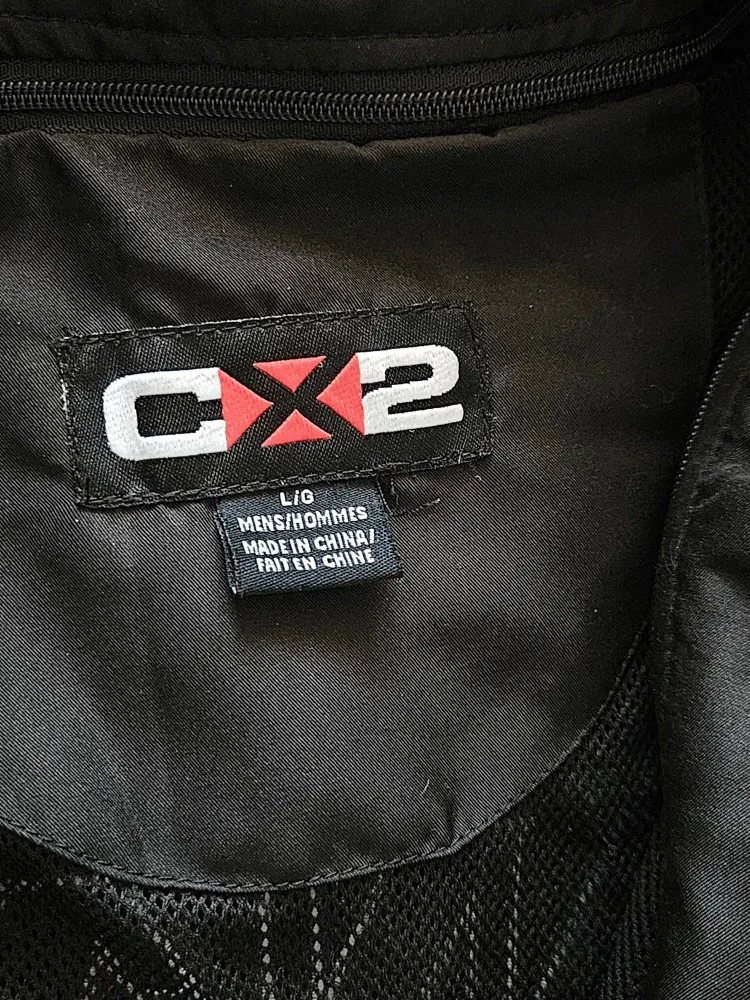 CX2
L/G
MENS/HOMMES
MADE IN CHINA/
FAIT EN CHINE